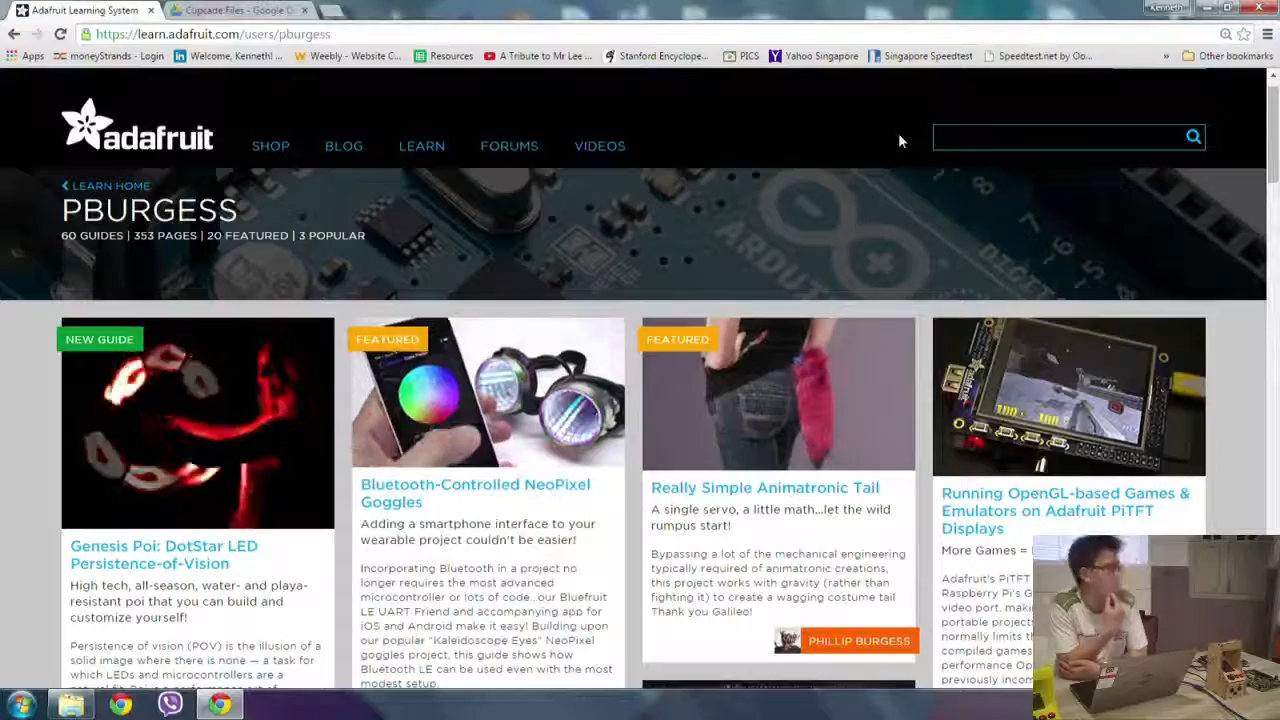 Adafruit Learning System
Cupcade Files - Google D
Kenneth
https://learn.adafruit.com/users/pburgess
Apps
moneyStrands - Login
Welcome, Kenneth! ...
Weebly - Website C...
Resources
A Tribute to Mr Lee ...
Stanford Encyclope...
PICS
Yahoo Singapore
Singapore Speedtest
Speedtest.net by Oo...
»
Other bookmarks
adafruit
SHOP
BLOG
LEARN
FORUMS
VIDEOS
LEARN HOME
PBURGESS
60 GUIDES | 353 PAGES | 20 FEATURED | 3 POPULAR
NEW GUIDE
Genesis Poi: DotStar LED
Persistence-of-Vision
High tech, all-season, water- and playa-
resistant poi that you can build and
customize yourself!
Persistence of vision (POV) is the illusion of a
solid image where there is none — a task for
which LEDs and microcontrollers are a
FEATURED
Bluetooth-Controlled NeoPixel
Goggles
Adding a smartphone interface to your
wearable project couldn't be easier!
Incorporating Bluetooth in a project no
longer requires the most advanced
microcontroller or lots of code...our Bluefruit
LE UART Friend and accompanying app for
iOS and Android make it easy! Building upon
our popular "Kaleidoscope Eyes" NeoPixel
goggles project, this guide shows how
Bluetooth LE can be used even with the most
modest setup.
FEATURED
Really Simple Animatronic Tail
A single servo, a little math...let the wild
rumpus start!
Bypassing a lot of the mechanical engineering
typically required of animatronic creations,
this project works with gravity (rather than
fighting it) to create a wagging costume tail
Thank you Galileo!
PHILLIP BURGESS
Running OpenGL-based Games &
Emulators on Adafruit PiTFT
Displays
More Games =
Adafruit's PiTFT
Raspberry Pi's G
video port, maki
portable projects
normally limits th
compiled games
performance Op
previously incom
ARDUINO
DIGITAL